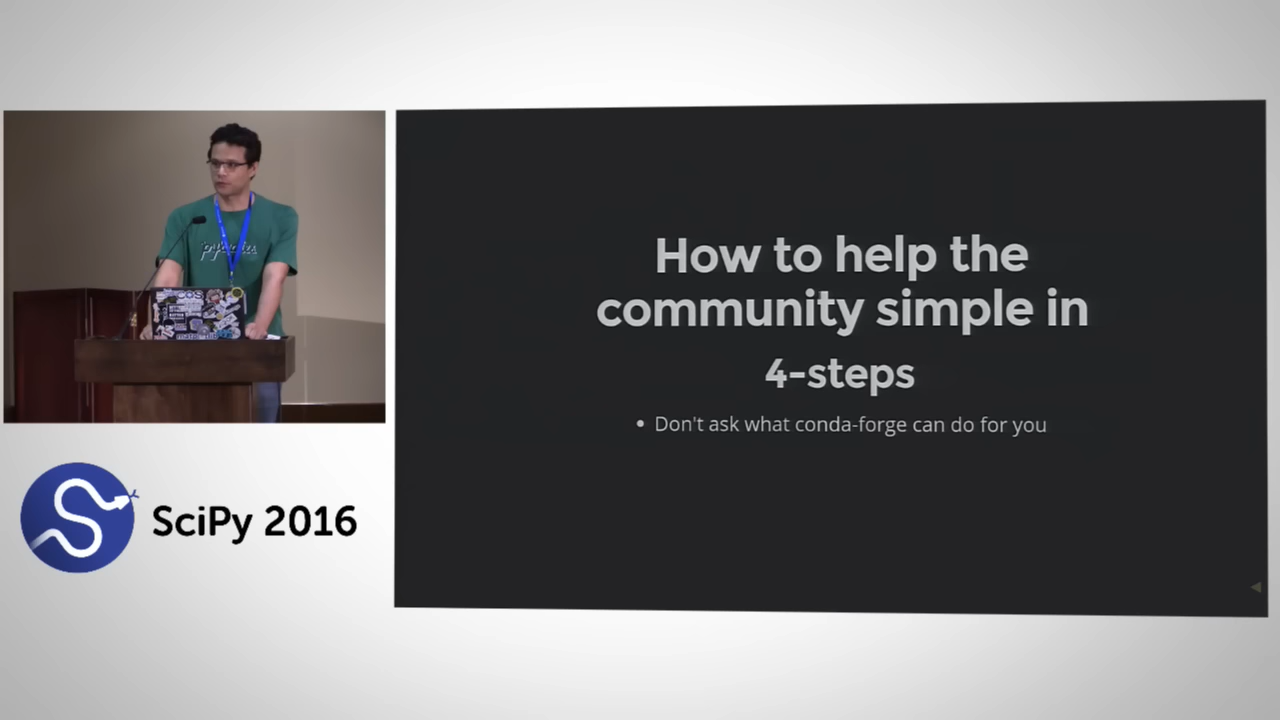 How to help the
community simple in
4-steps
• Don't ask what conda-forge can do for you
SciPy 2016